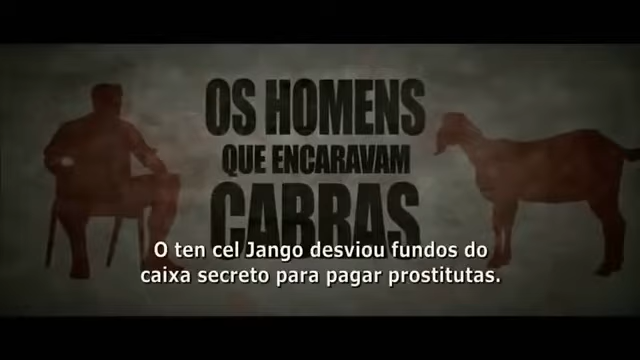 OS HOMENS
QUE ENCARAVAM
CABRAS
O ten cel Jango desviou fundos do
caixa secreto para pagar prostitutas.